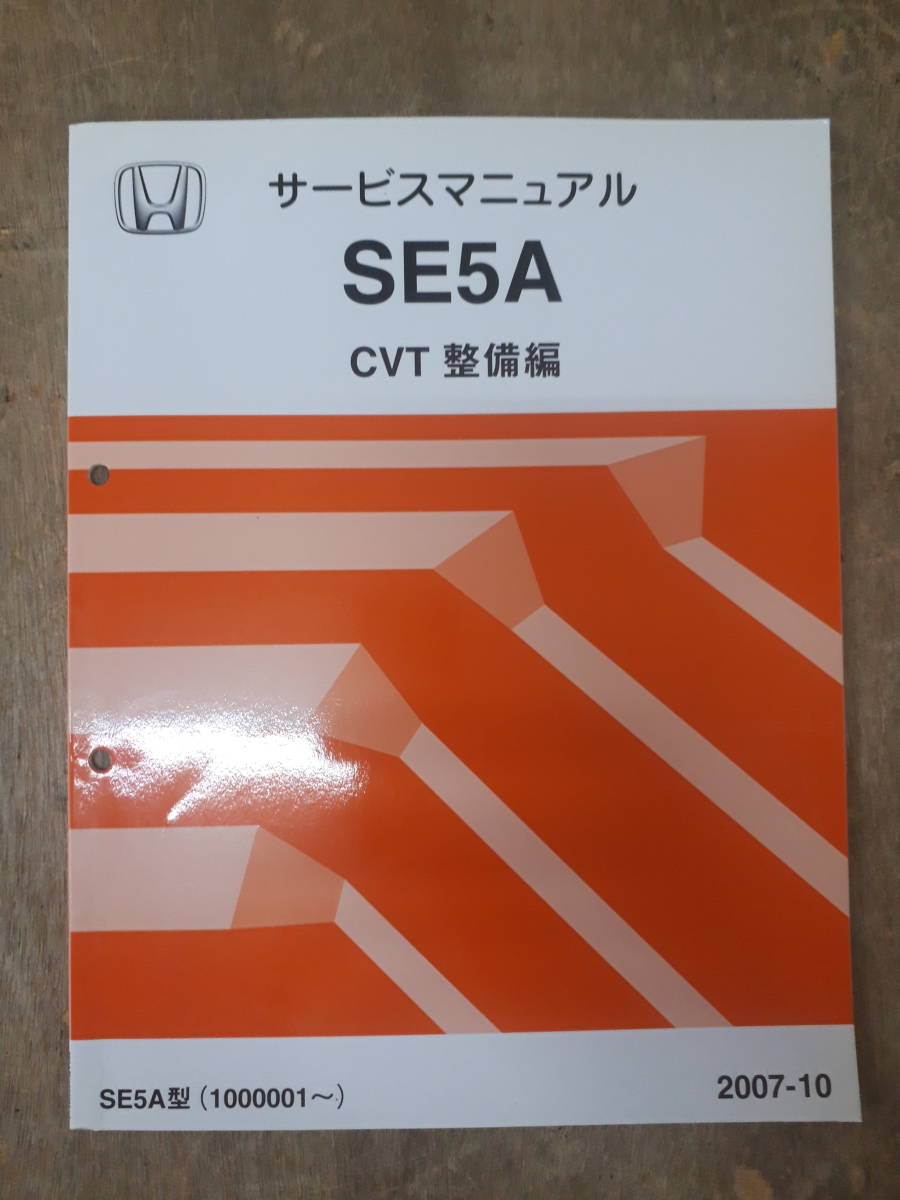 サービスマニュアル
SE5A
CVT 整備編
SE5A型 (1000001～)
2007-10